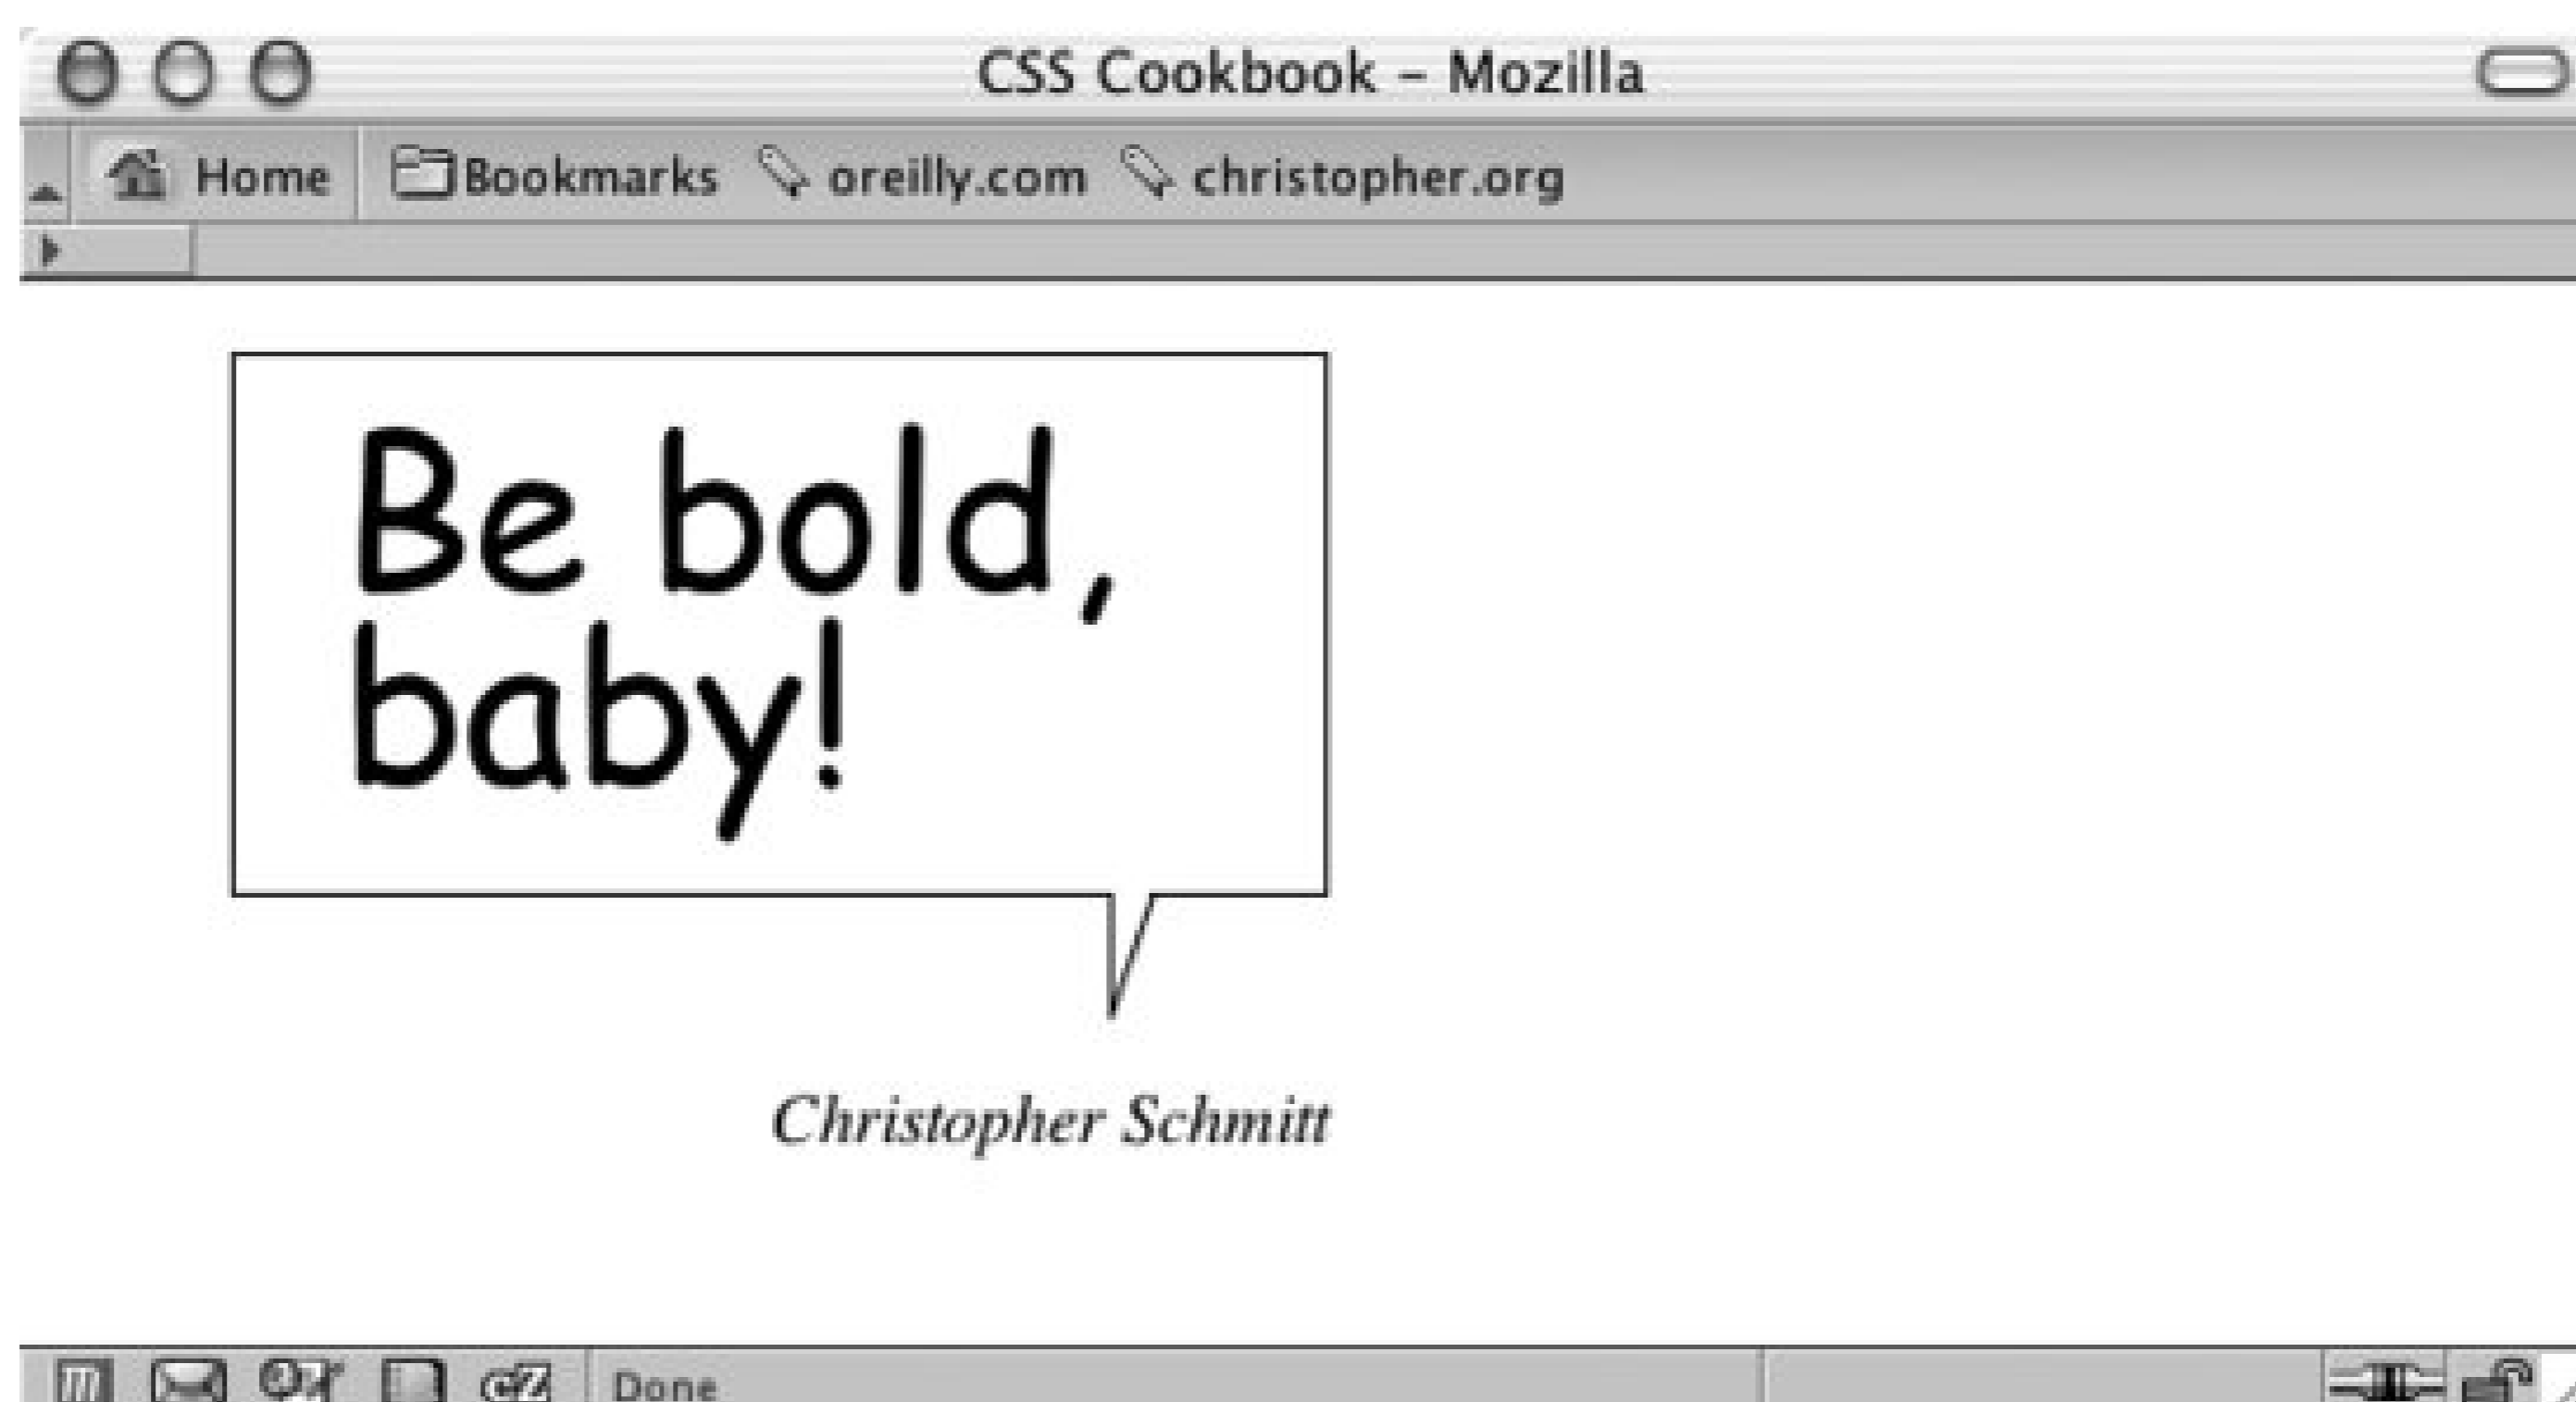 CSS Cookbook – Mozilla
Home Bookmarks oreilly.com christopher.org
Be bold,
baby!
Christopher Schmitt
Done